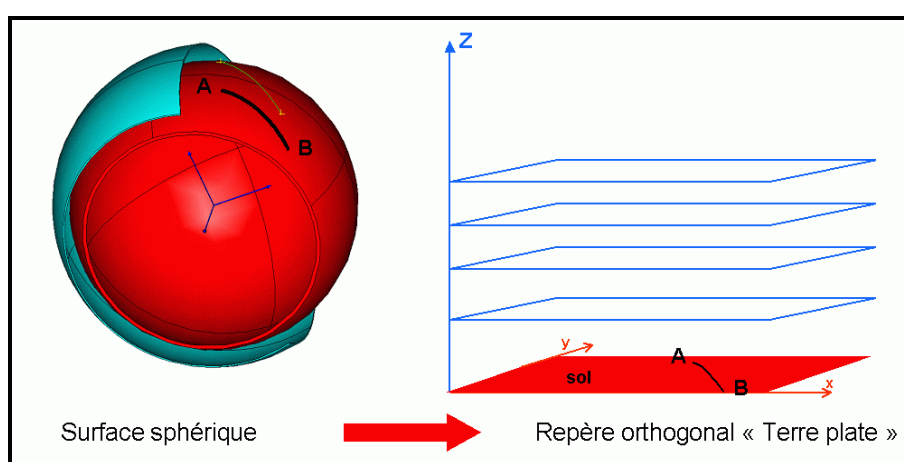 A
B
Z
y
A
sol
B
x
Surface sphérique
Repère orthogonal « Terre plate »